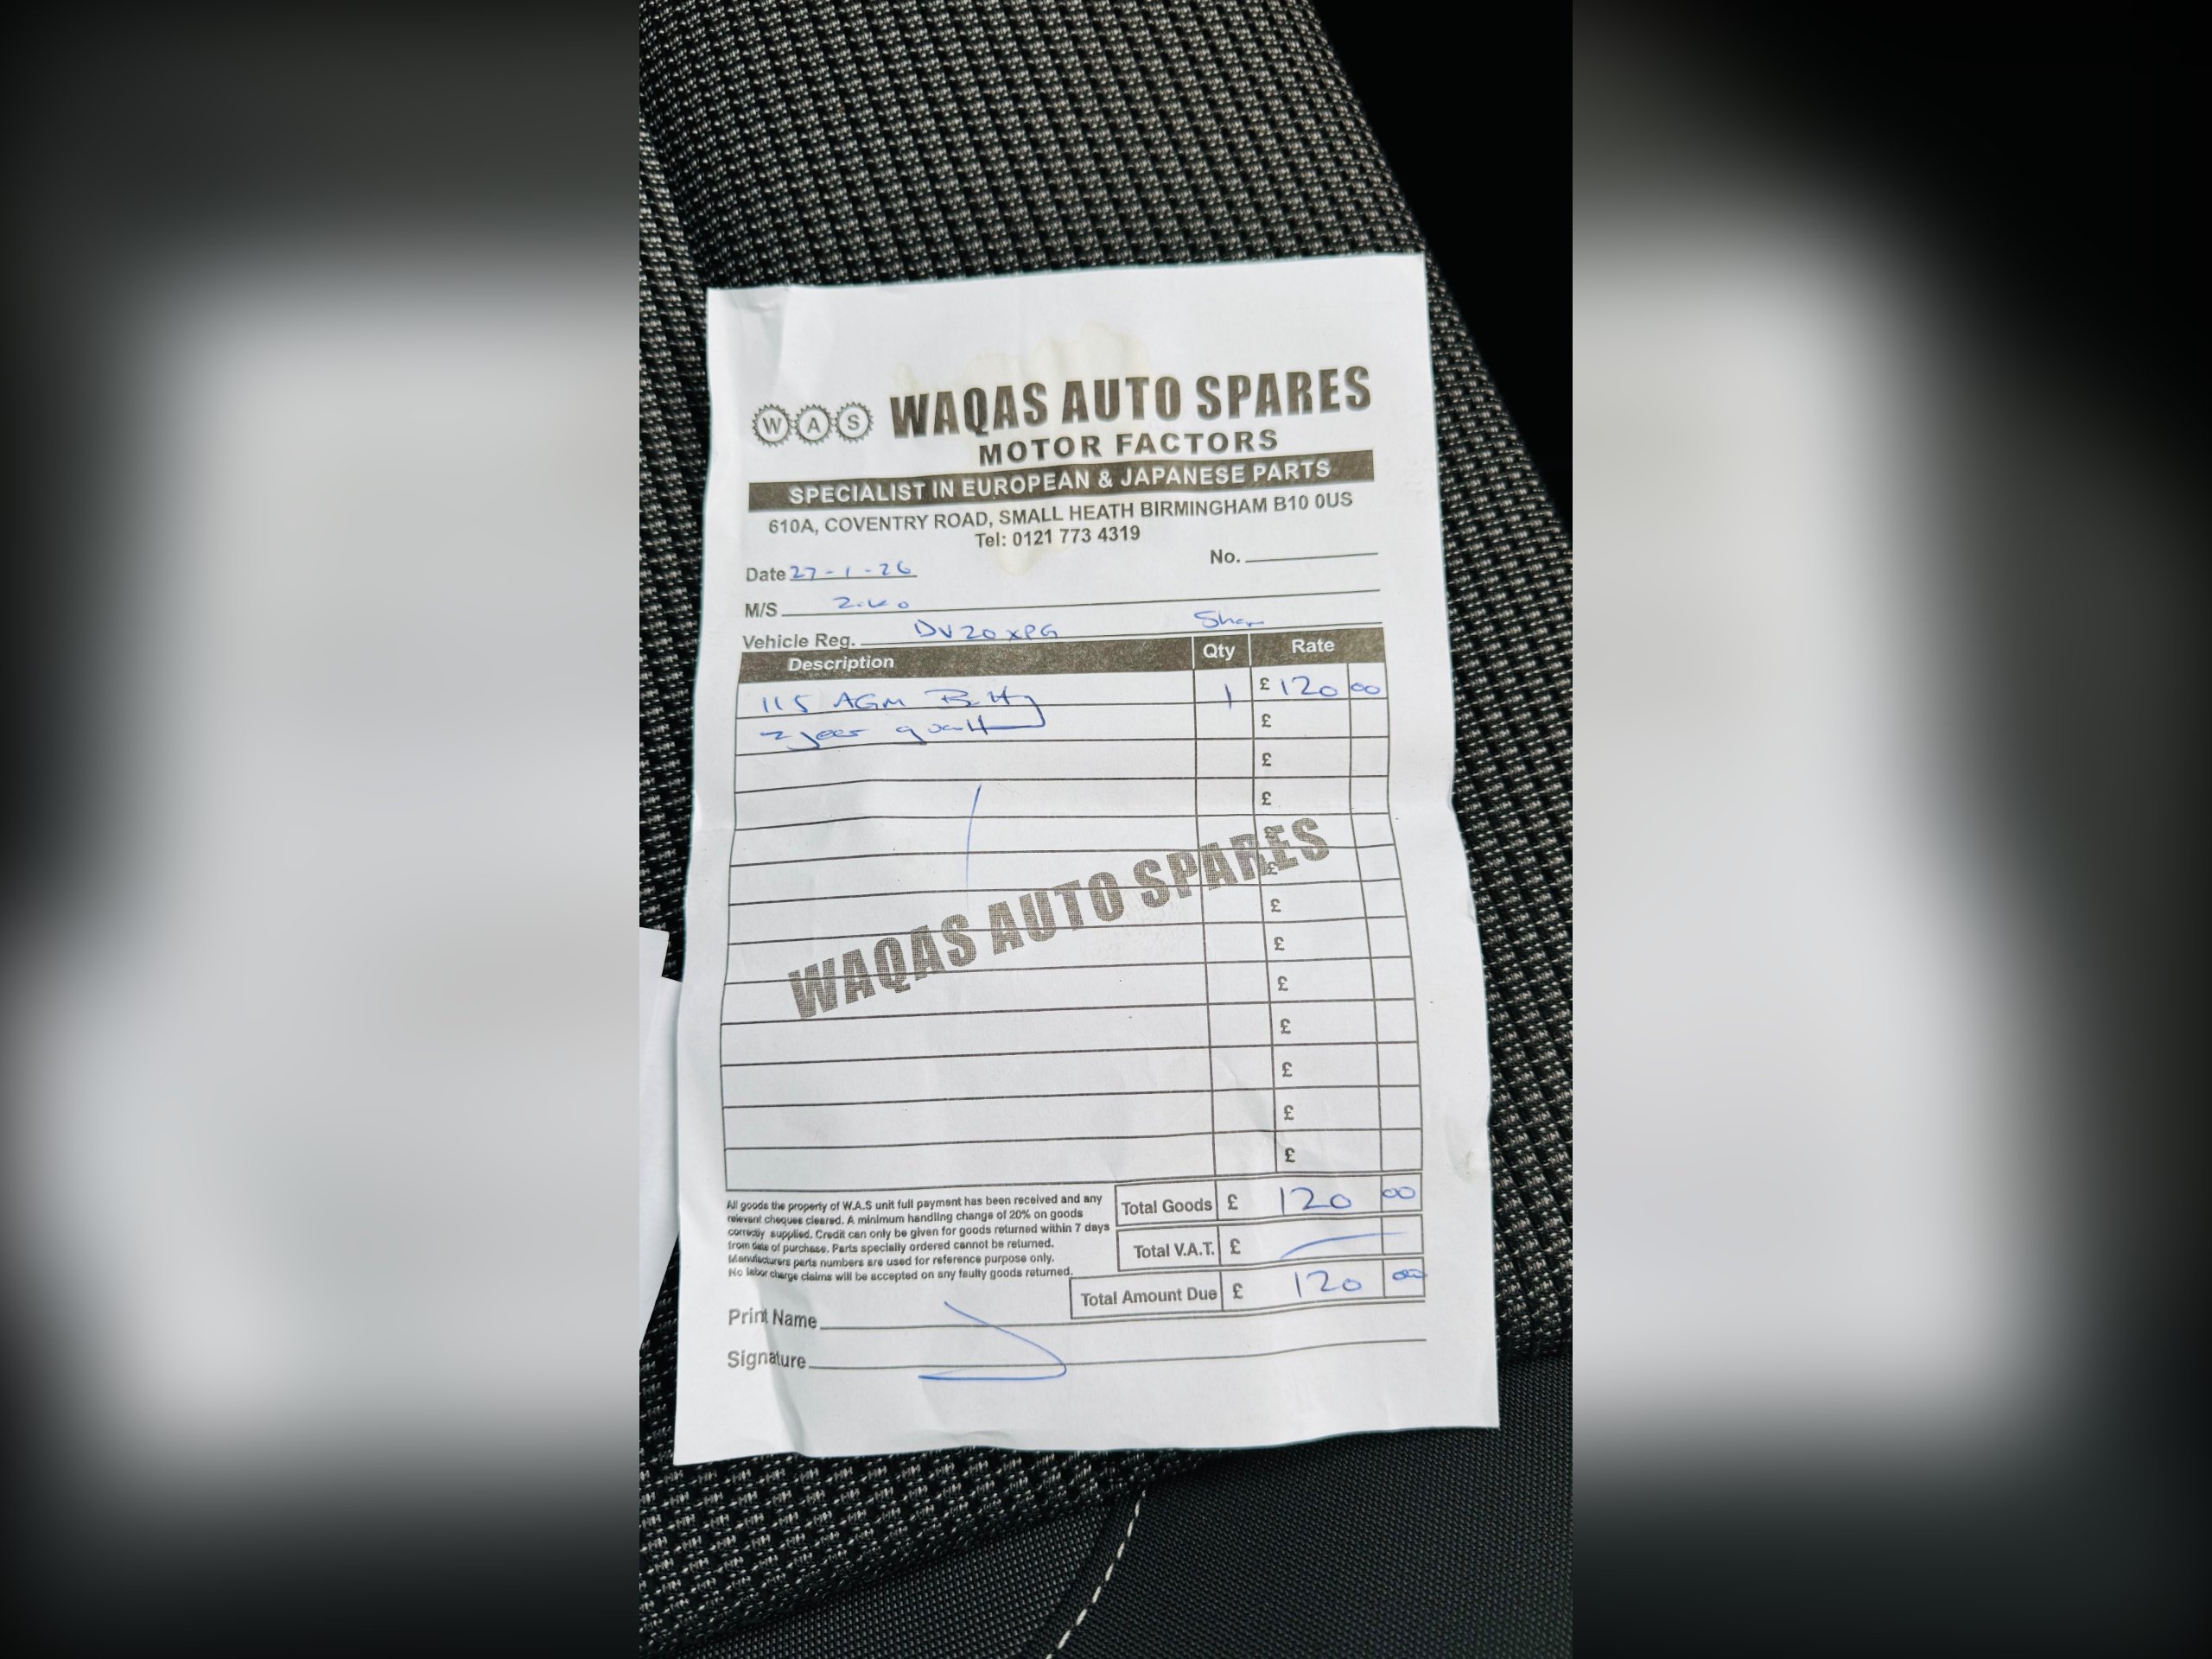 W A S WAQAS AUTO SPARES
MOTOR FACTORS
SPECIALIST IN EUROPEAN & JAPANESE PARTS
610A, COVENTRY ROAD, SMALL HEATH BIRMINGHAM B10 0US
Tel: 0121 773 4319
No.
Date 27-1-26
M/S
Vehicle Reg. DV20 XPG
Description Qty Rate
115 AGM 1 £ 120 00
2 year £
£
£
£
£
£
£
£
£
£
£
£
WAQAS AUTO SPARES
All goods the property of W.A.S unit full payment has been received and any
relevant cheques cleared. A minimum handling change of 20% on goods
correctly supplied. Credit can only be given for goods returned within 7 days
from date of purchase. Parts specially ordered cannot be returned.
Manufacturers parts numbers are used for reference purpose only.
No labor charge claims will be accepted on any faulty goods returned.
Total Goods £ 120 00
Total V.A.T. £
Total Amount Due £ 120 00
Print Name
Signature